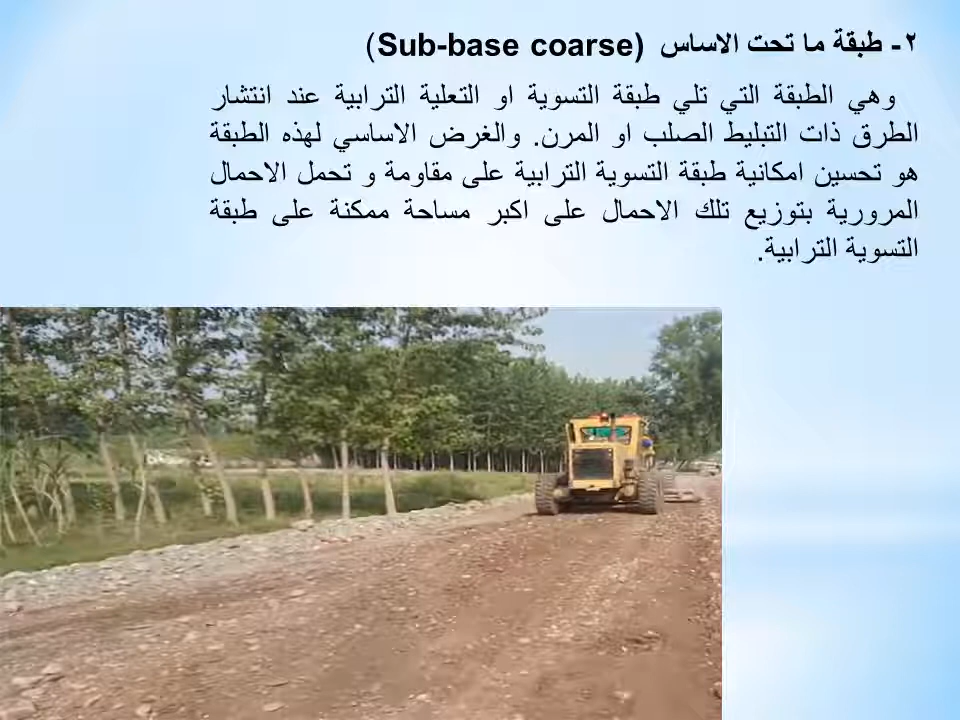 ٢- طبقة ما تحت الاساس (Sub-base coarse)
وهي الطبقة التي تلي طبقة التسوية او التعلية الترابية عند انتشار
الطرق ذات التبليط الصلب او المرن. والغرض الاساسي لهذه الطبقة
هو تحسين امكانية طبقة التسوية الترابية على مقاومة و تحمل الاحمال
المرورية بتوزيع تلك الاحمال على اكبر مساحة ممكنة على طبقة
التسوية الترابية.